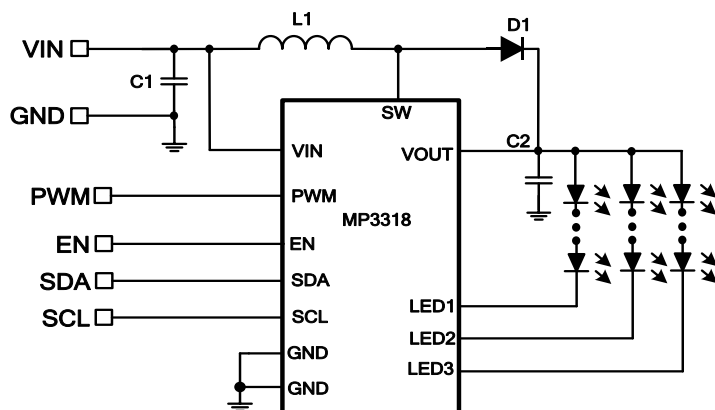 L1
D1
VIN
C1
GND
SW
VIN
VOUT
C2
PWM
PWM
MP3318
EN
EN
SDA
SDA
SCL
SCL
LED1
LED2
GND
LED3
GND